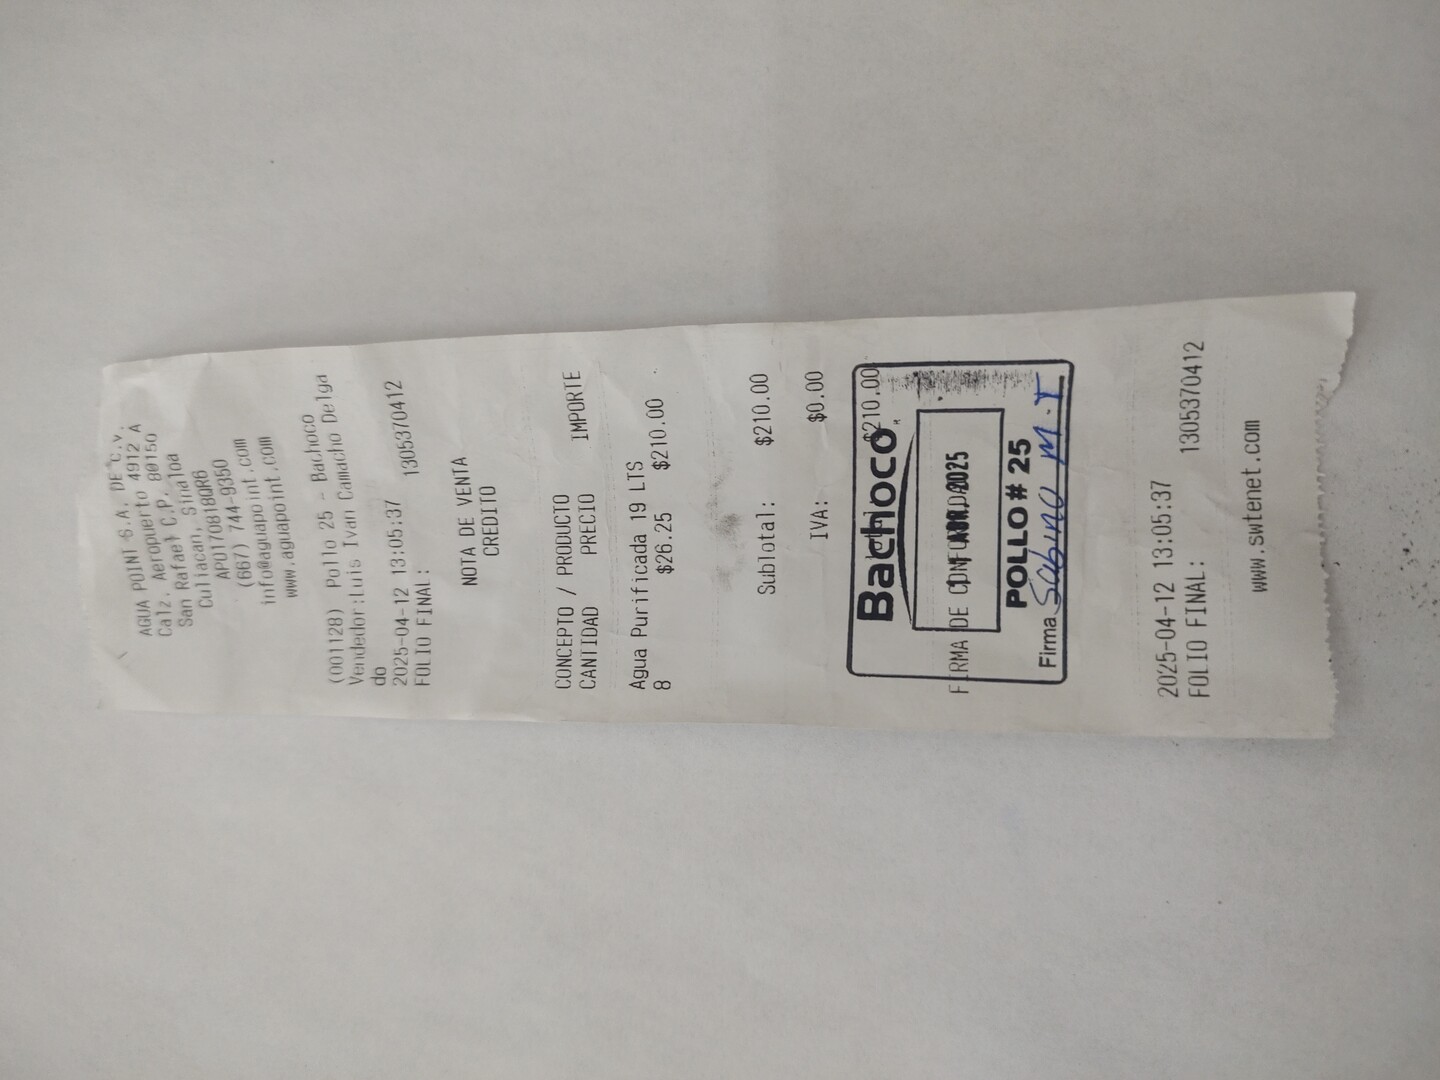 AGUA POINT S.A. DE C.V.
Calz. Aeropuerto 4912 A
San Rafael C.P. 80150
Culiacan, Sinaloa
APO170818QR6
(667) 744-9350
info@aguapoint.com
www.aguapoint.com
(001128) Pollo 25 - Bachoco
Vendedor:Luis Ivan Camacho Delga
do
2025-04-12 13:05:37
FOLIO FINAL: 1305370412
NOTA DE VENTA
CREDITO
CONCEPTO / PRODUCTO
CANTIDAD PRECIO IMPORTE
Agua Purificada 19 LTS
8 $26.25 $210.00
Subtotal: $210.00
IVA: $0.00
$210.00
Bachoco
FIRMA DE 2025
POLLO # 25
Firma Sabino M.T
2025-04-12 13:05:37
FOLIO FINAL: 1305370412
www.swtenet.com